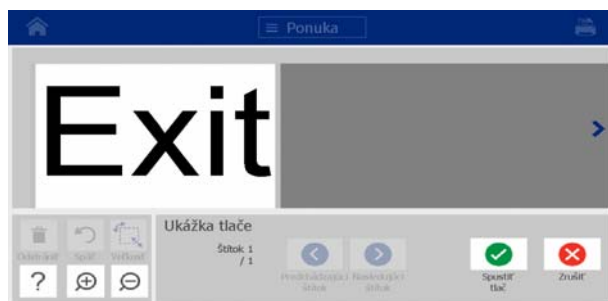 Ponuka
Exit
Ukážka tlače
Štítok 1
/ 1
Odstrániť
Späť
Veľkosť
Predchádzajúci
štítok
Nasledujúci
štítok
Spustiť
tlač
Zrušiť
?